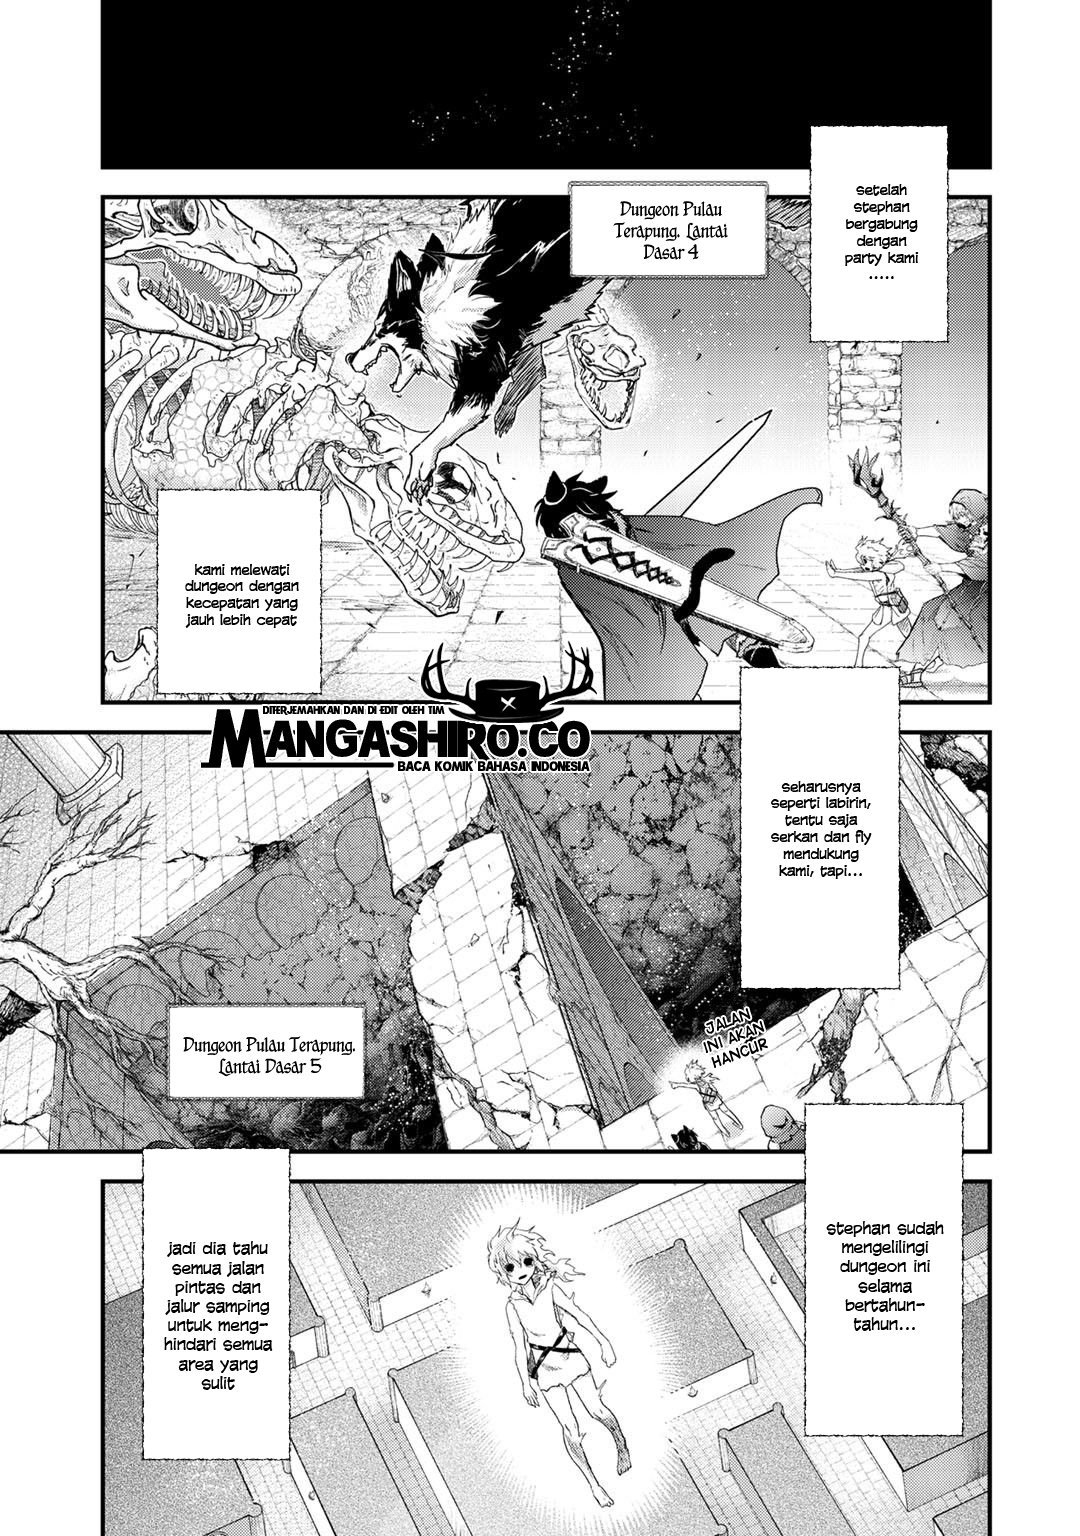 setelah
stephan
bergabung
dengan
party kami
.....
Dungeon Pulau
Terapung. Lantai
Dasar 4
kami melewati
dungeon dengan
kecepatan yang
jauh lebih cepat
DITERJEMAHKAN DAN DI EDIT OLEH TIM
MANGASHIRO.CO
BACA KOMIK BAHASA INDONESIA
seharusnya
seperti labirin,
tentu saja
serkan dan fly
mendukung
kami, tapi...
JALAN
INI AKAN
HANCUR
Dungeon Pulau Terapung.
Lantai Dasar 5
stephan sudah
mengelilingi
dungeon ini
selama
bertahun-
tahun...
jadi dia tahu
semua jalan
pintas dan
jalur samping
untuk meng-
hindari semua
area yang
sulit